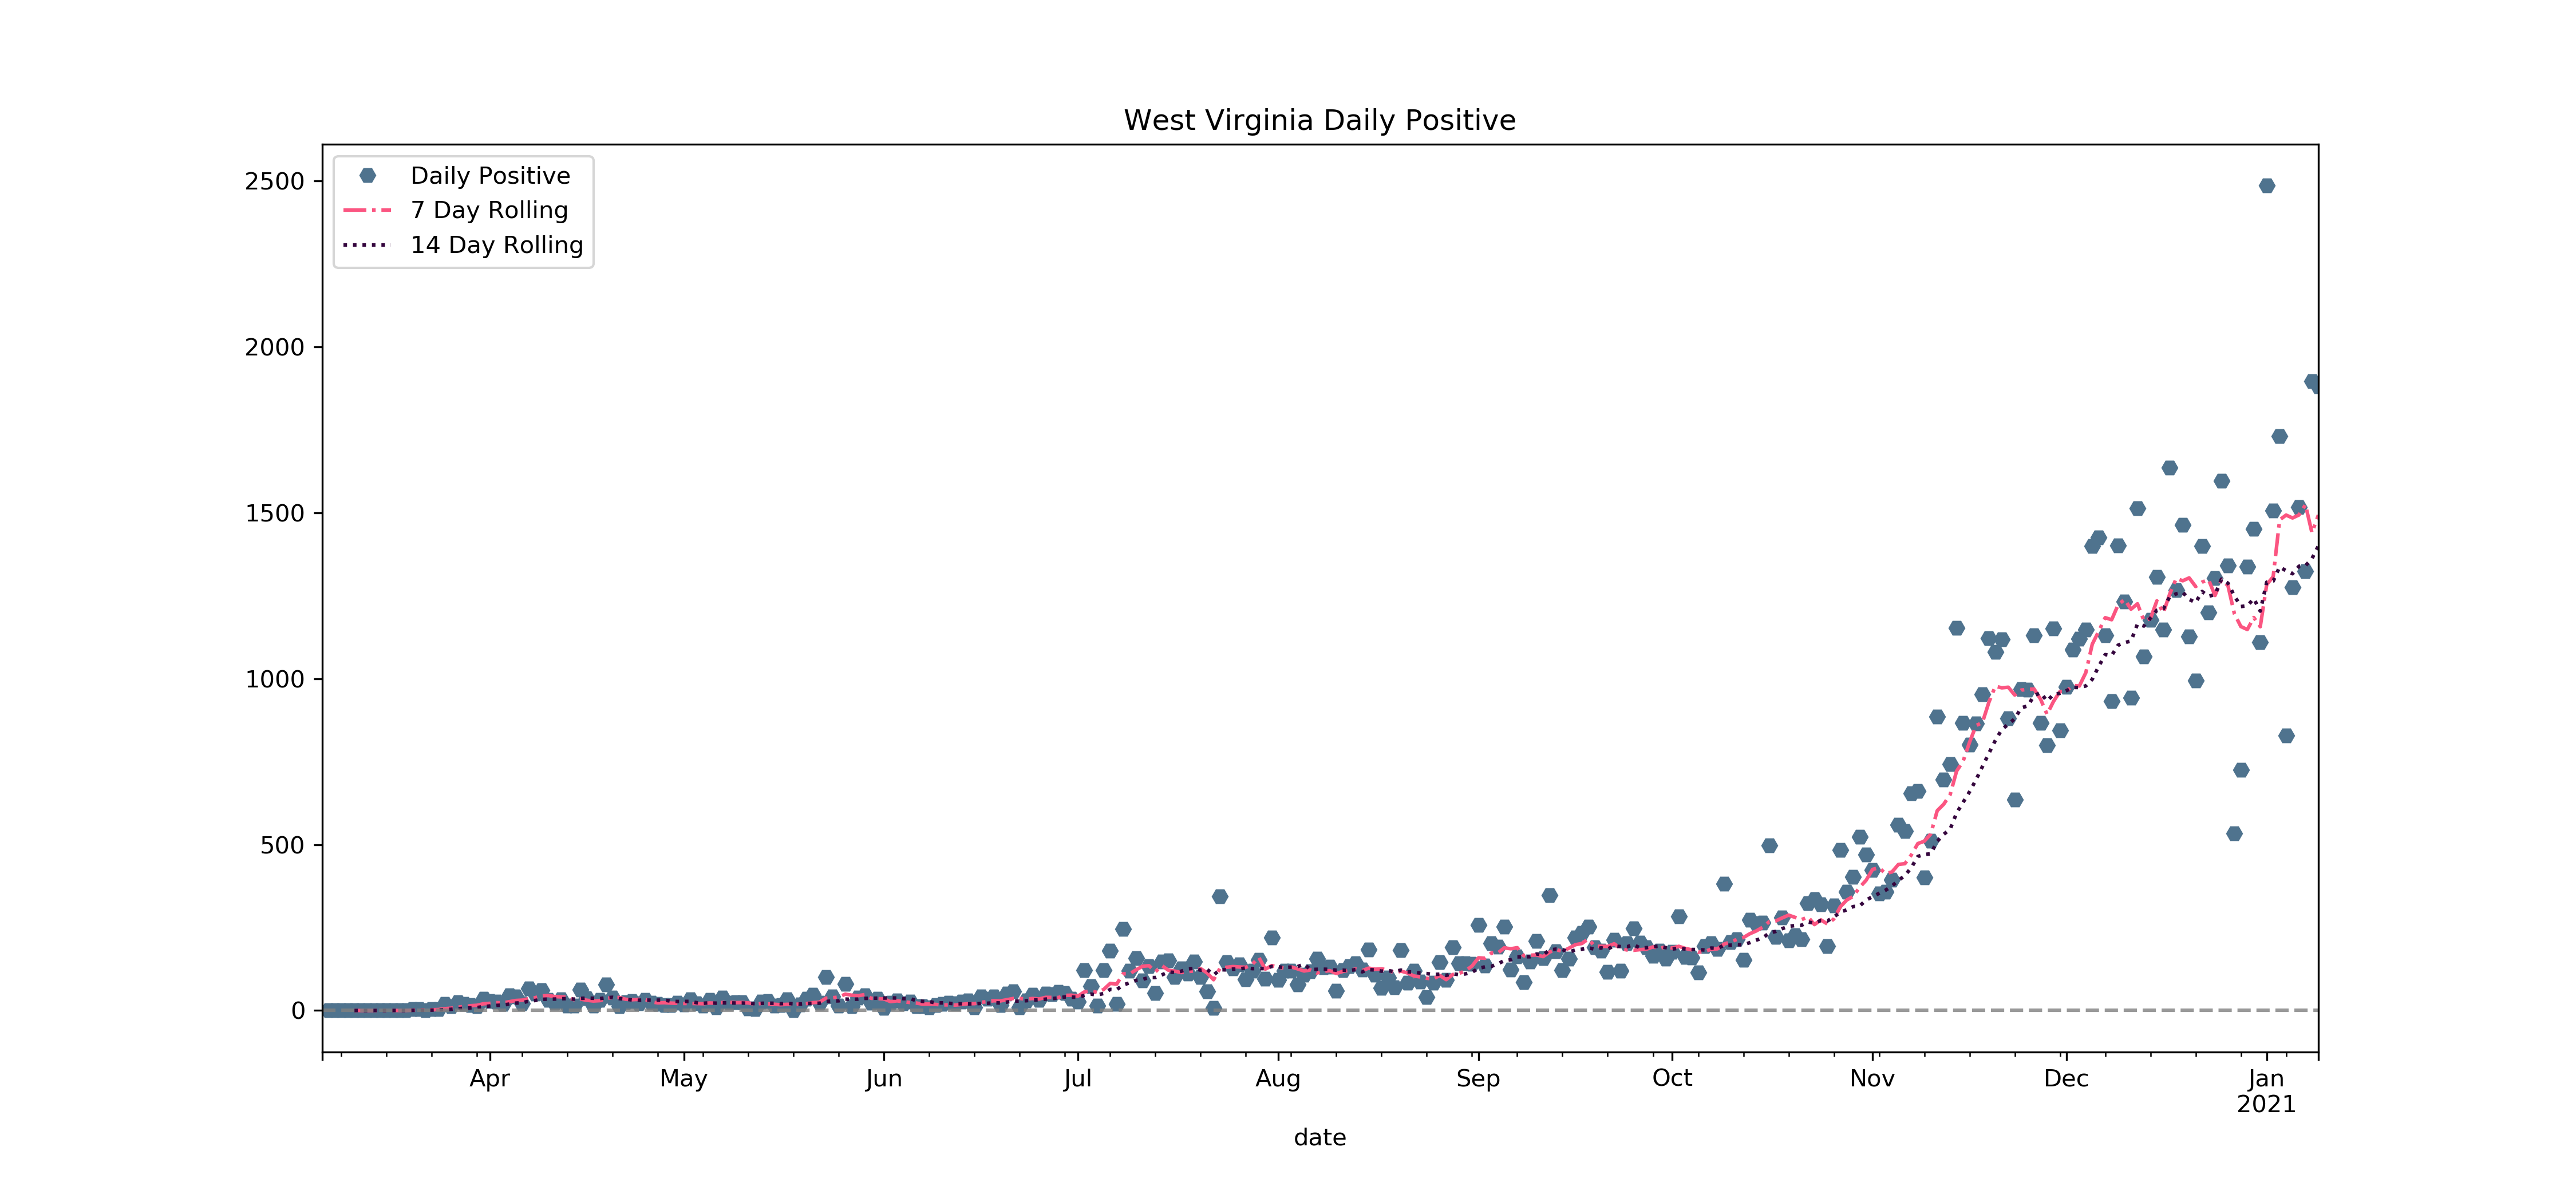 West Virginia Daily Positive
Daily Positive
7 Day Rolling
14 Day Rolling
2500
2000
1500
1000
500
0
Apr May Jun Jul Aug Sep Oct Nov Dec Jan
2021
date